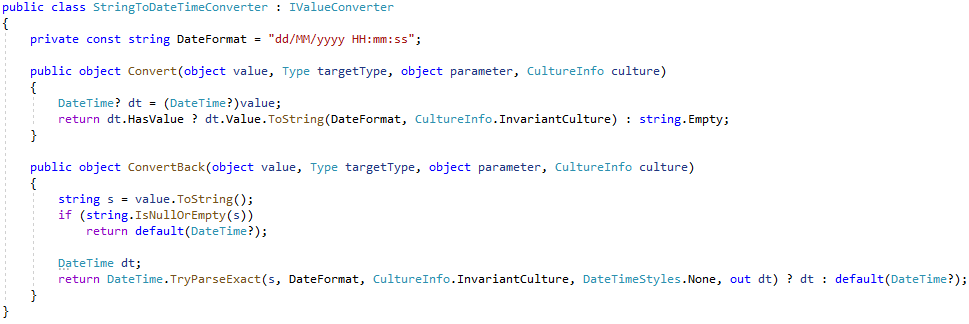 public class StringToDateTimeConverter : IValueConverter
{
    private const string DateFormat = "dd/MM/yyyy HH:mm:ss";

    public object Convert(object value, Type targetType, object parameter, CultureInfo culture)
    {
        DateTime? dt = (DateTime?)value;
        return dt.HasValue ? dt.Value.ToString(DateFormat, CultureInfo.InvariantCulture) : string.Empty;
    }

    public object ConvertBack(object value, Type targetType, object parameter, CultureInfo culture)
    {
        string s = value.ToString();
        if (string.IsNullOrEmpty(s))
            return default(DateTime?);

        DateTime dt;
        return DateTime.TryParseExact(s, DateFormat, CultureInfo.InvariantCulture, DateTimeStyles.None, out dt) ? dt : default(DateTime?);
    }
}